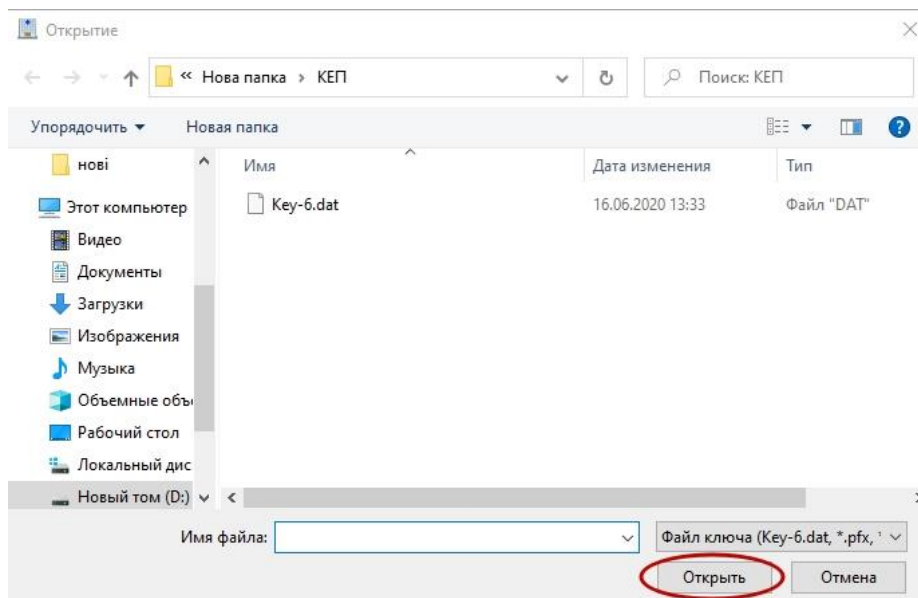 Открытие
« Нова папка › КЕП
Поиск: КЕП
Упорядочить
Новая папка
нові
Этот компьютер
Видео
Документы
Загрузки
Изображения
Музыка
Объемные объ
Рабочий стол
Локальный дис
Новый том (D:)
Имя Дата изменения Тип
Key-6.dat 16.06.2020 13:33 Файл "DAT"
Имя файла:
Файл ключа (Key-6.dat, *.pfx, *
Открыть Отмена